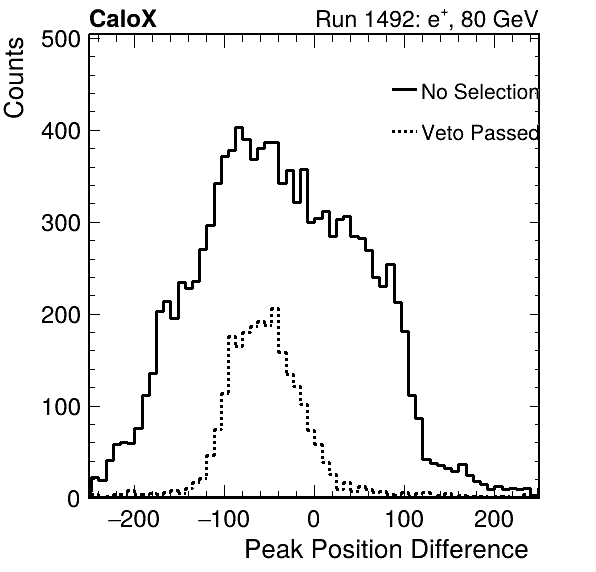 CaloX Run 1492: e+, 80 GeV
Counts
500
400
300
200
100
0
No Selection
Veto Passed
−200 −100 0 100 200
Peak Position Difference